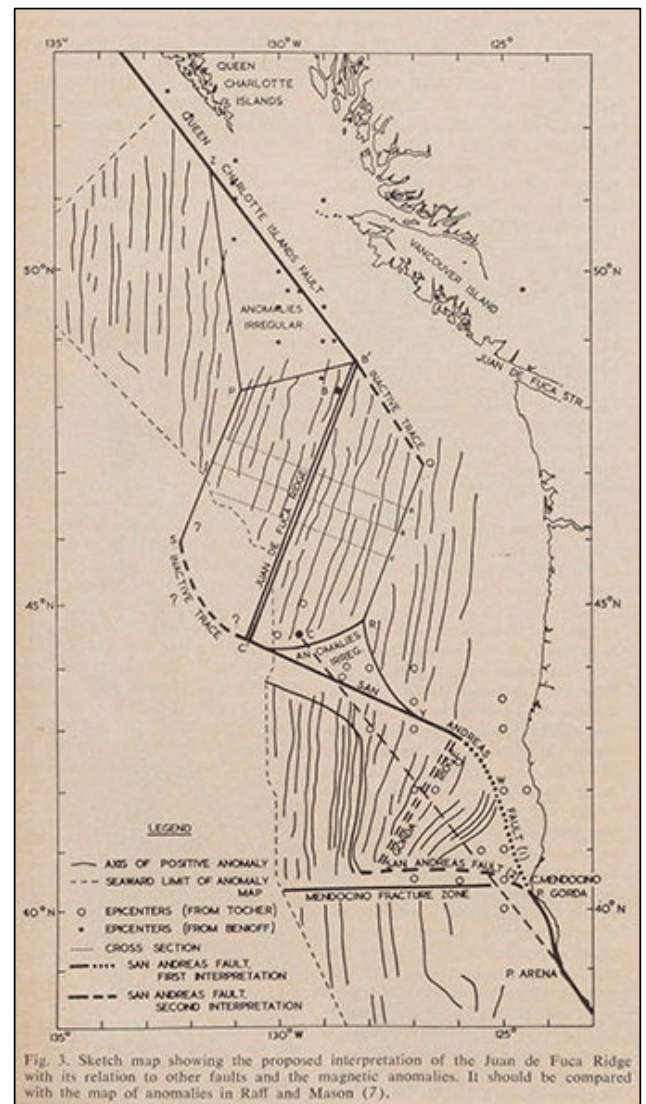 135°
130°W
125°
QUEEN
CHARLOTTE
ISLANDS
QUEEN CHARLOTTE ISLANDS FAULT
50°N
50°N
VANCOUVER ISLAND
ANOMALIES
IRREGULAR
JUAN DE FUCA STR.
P
B
INACTIVE TRACE
JUAN DE FUCA RIDGE
S
?
INACTIVE TRACE
?
?
45°N
45°N
C
R
AN OMALIES
IRREG.
SAN
Y
ANDREAS
FAULT (1)
LEGEND
AXIS OF POSITIVE ANOMALY
SEAWARD LIMIT OF ANOMALY
MAP
EPICENTERS (FROM TOCHER)
EPICENTERS (FROM BENIOFF)
CROSS SECTION
SAN ANDREAS FAULT,
FIRST INTERPRETATION
SAN ANDREAS FAULT,
SECOND INTERPRETATION
SAN ANDREAS FAULT (2)
MENDOCINO FRACTURE ZONE
C.MENDOCINO
P. GORDA
40°N
40°N
P. ARENA
135°
130°W
125°
Fig. 3. Sketch map showing the proposed interpretation of the Juan de Fuca Ridge
with its relation to other faults and the magnetic anomalies. It should be compared
with the map of anomalies in Raff and Mason (7).